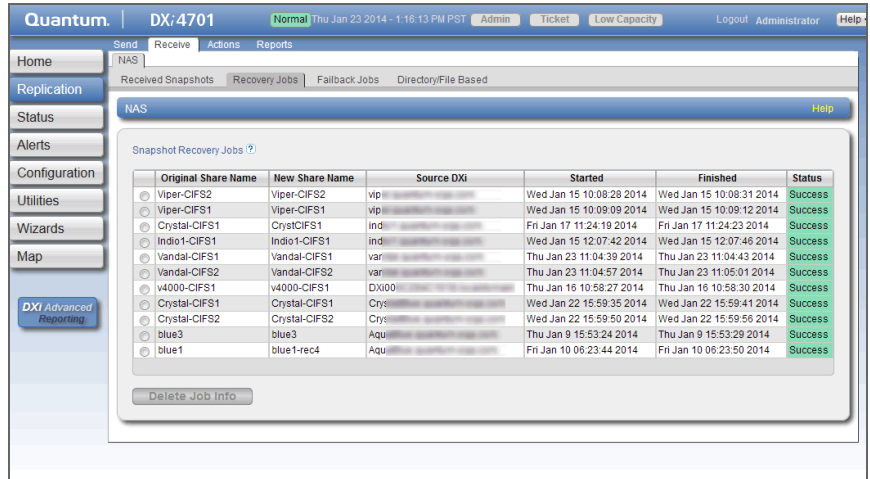 Quantum. DXi4701 Normal Thu Jan 23 2014 - 1:16:13 PM PST Admin Ticket Low Capacity Logout Administrator Help
Send Receive Actions Reports
NAS
Received Snapshots Recovery Jobs Failback Jobs Directory/File Based
Home
Replication
Status
Alerts
Configuration
Utilities
Wizards
Map
DXi Advanced
Reporting
NAS Help
Snapshot Recovery Jobs ?
Original Share Name New Share Name Source DXi Started Finished Status
Viper-CIFS2 Viper-CIFS2 vip Wed Jan 15 10:08:28 2014 Wed Jan 15 10:08:31 2014 Success
Viper-CIFS1 Viper-CIFS1 vip Wed Jan 15 10:09:09 2014 Wed Jan 15 10:09:12 2014 Success
Crystal-CIFS1 CrystCIFS1 ind Fri Jan 17 11:24:19 2014 Fri Jan 17 11:24:23 2014 Success
Indio1-CIFS1 Indio1-CIFS1 ind Wed Jan 15 12:07:42 2014 Wed Jan 15 12:07:46 2014 Success
Vandal-CIFS1 Vandal-CIFS1 van Thu Jan 23 11:04:39 2014 Thu Jan 23 11:04:43 2014 Success
Vandal-CIFS2 Vandal-CIFS2 van Thu Jan 23 11:04:57 2014 Thu Jan 23 11:05:01 2014 Success
v4000-CIFS1 v4000-CIFS1 DXi00 Thu Jan 16 10:58:27 2014 Thu Jan 16 10:58:30 2014 Success
Crystal-CIFS1 Crystal-CIFS1 Crys Wed Jan 22 15:59:35 2014 Wed Jan 22 15:59:41 2014 Success
Crystal-CIFS2 Crystal-CIFS2 Crys Wed Jan 22 15:59:50 2014 Wed Jan 22 15:59:56 2014 Success
blue3 blue3 Aqu Thu Jan 9 15:53:24 2014 Thu Jan 9 15:53:29 2014 Success
blue1 blue1-rec4 Aqu Fri Jan 10 06:23:44 2014 Fri Jan 10 06:23:50 2014 Success
Delete Job Info